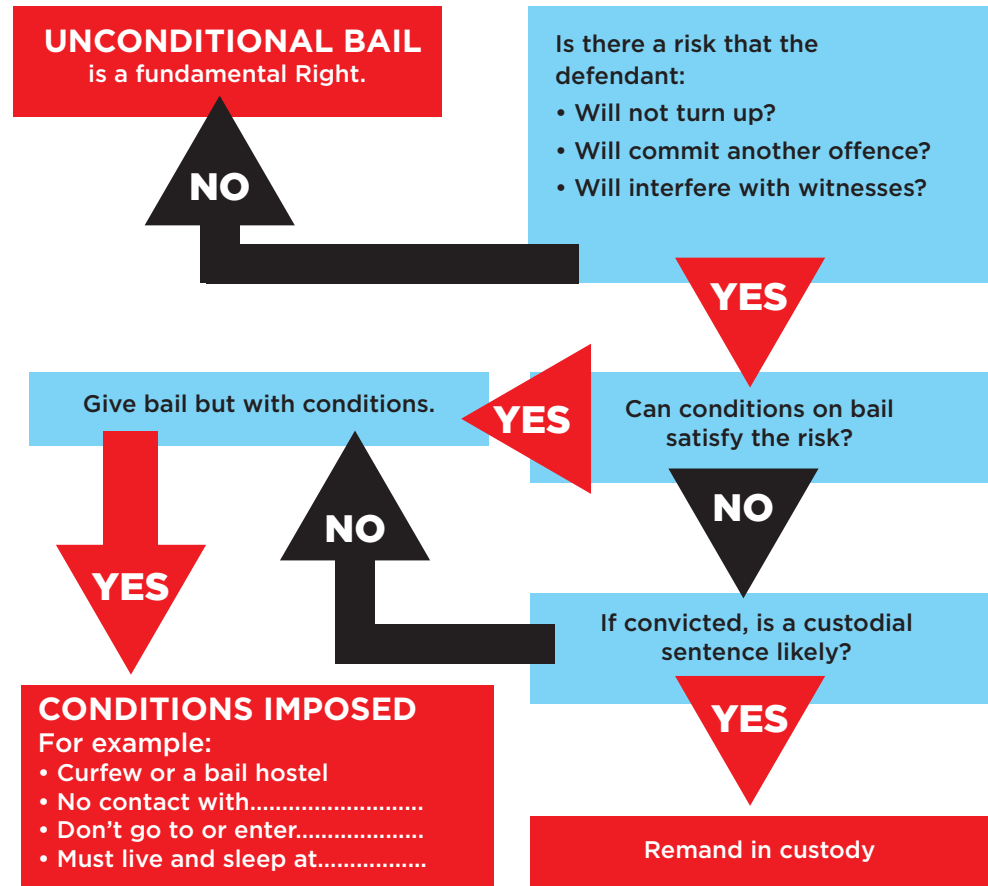 UNCONDITIONAL BAIL
is a fundamental Right.
NO
Is there a risk that the
defendant:
• Will not turn up?
• Will commit another offence?
• Will interfere with witnesses?
YES
Can conditions on bail
satisfy the risk?
YES
Give bail but with conditions.
NO
If convicted, is a custodial
sentence likely?
NO
YES
CONDITIONS IMPOSED
For example:
• Curfew or a bail hostel
• No contact with...........................
• Don’t go to or enter....................
• Must live and sleep at.................
YES
Remand in custody